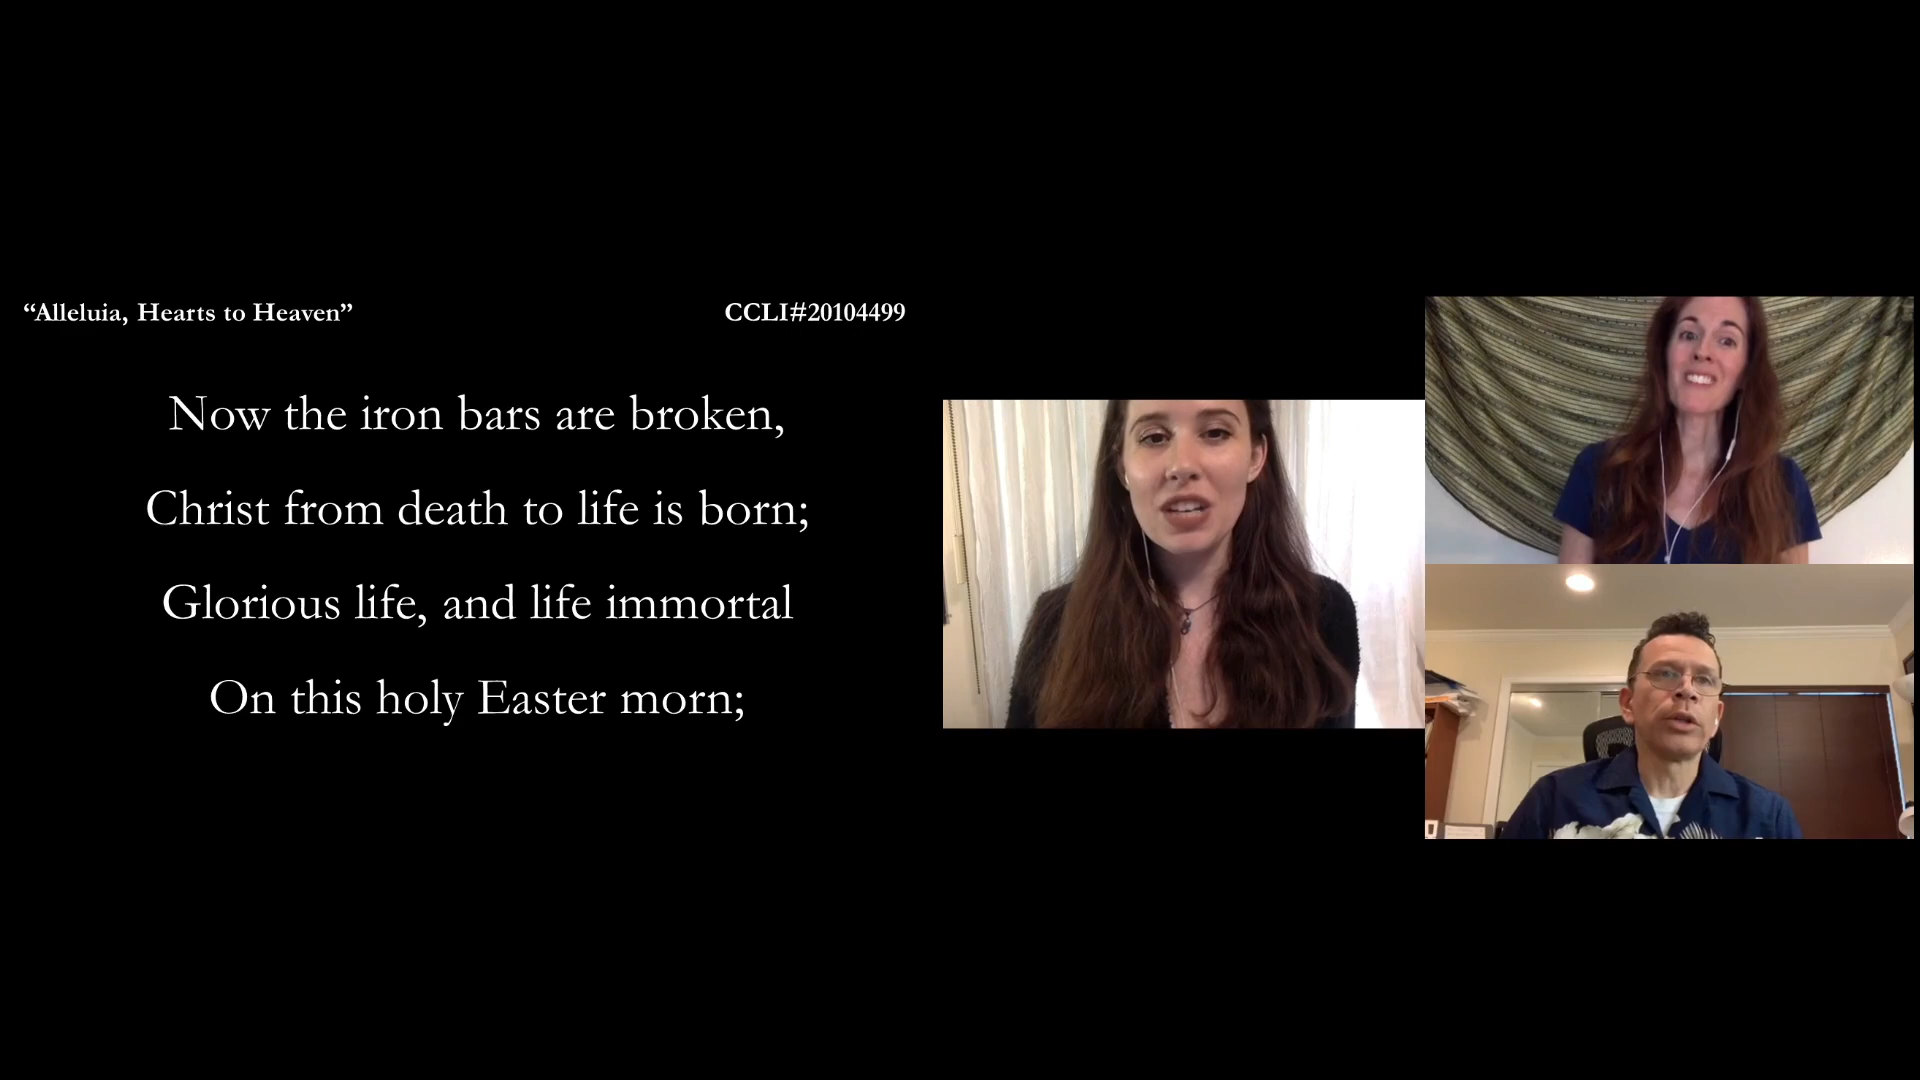 “Alleluia, Hearts to Heaven” CCLI#20104499
Now the iron bars are broken,
Christ from death to life is born;
Glorious life, and life immortal
On this holy Easter morn;